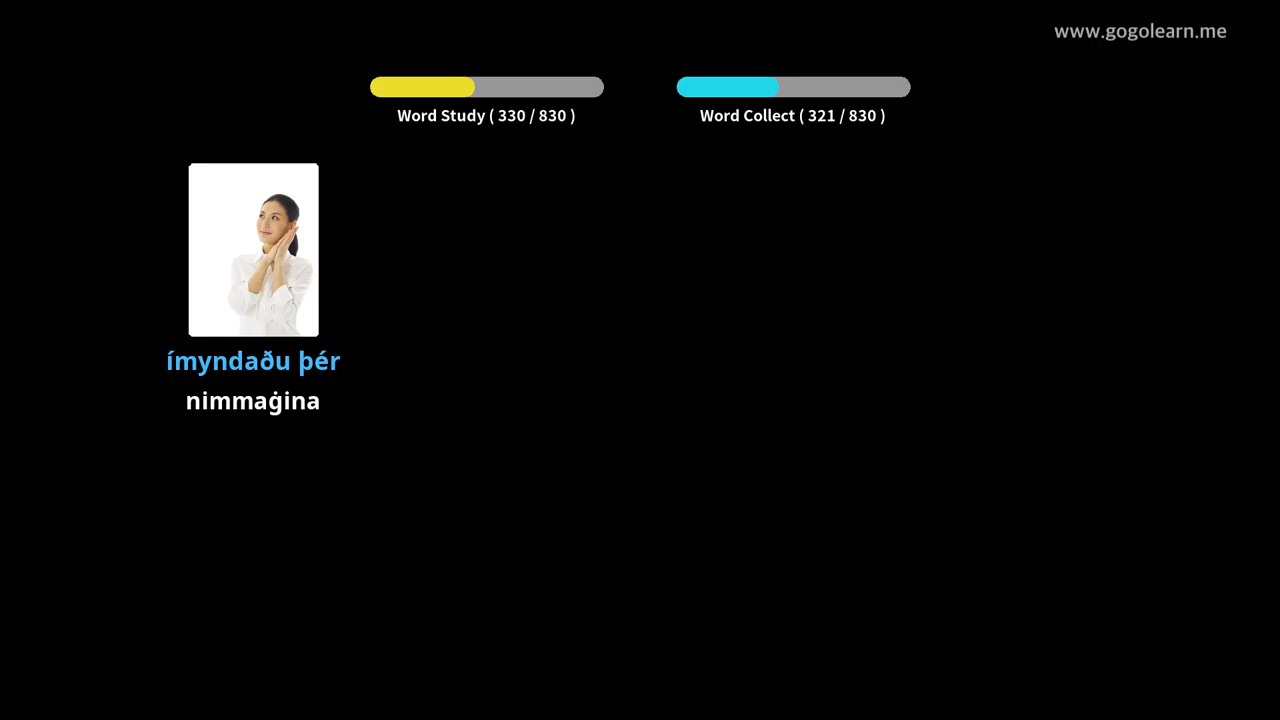 www.gogolearn.me
Word Study ( 330 / 830 )
Word Collect ( 321 / 830 )
ímyndaðu þér
nimmaġina